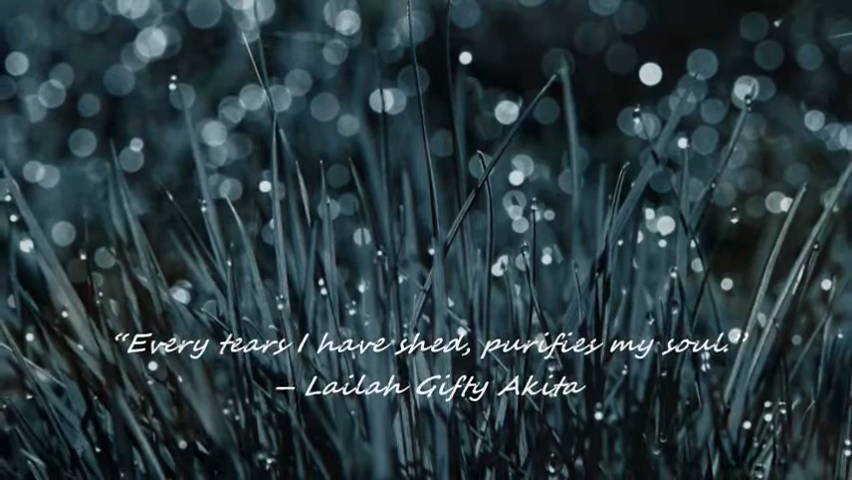 “Every tears I have shed, purifies my soul.”
– Lailah Gifty Akita